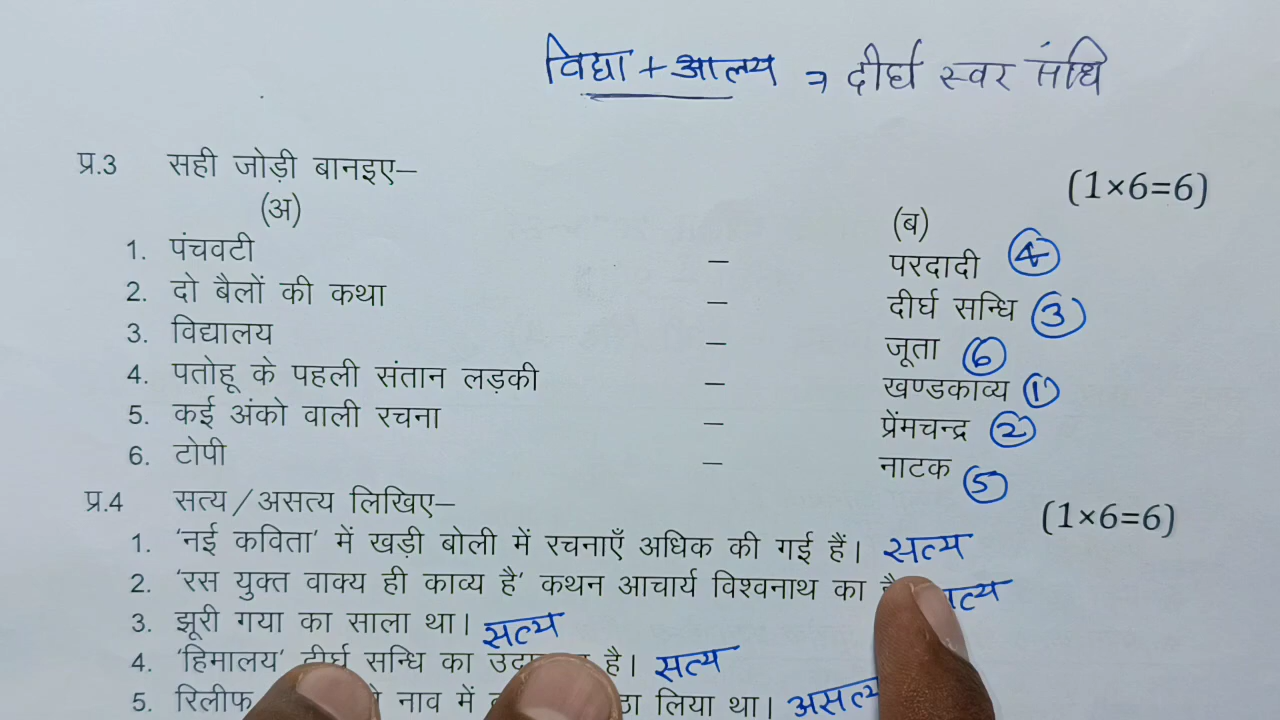 विद्या + आलय ⇒ दीर्घ स्वर संधि
प्र.3 सही जोड़ी बानइए– (1×6=6)
(अ) (ब)
1. पंचवटी – परदादी ④
2. दो बैलों की कथा – दीर्घ सन्धि ③
3. विद्यालय – जूता ⑥
4. पतोहू के पहली संतान लड़की – खण्डकाव्य ①
5. कई अंको वाली रचना – प्रेंमचन्द्र ②
6. टोपी – नाटक ⑤
प्र.4 सत्य/असत्य लिखिए– (1×6=6)
1. 'नई कविता' में खड़ी बोली में रचनाएँ अधिक की गई हैं। सत्य
2. 'रस युक्त वाक्य ही काव्य है' कथन आचार्य विश्वनाथ का
3. झूरी गया का साला था। सत्य
4. 'हिमालय' दीर्घ सन्धि का है। सत्य
5. रिलीफ नाव में लिया था। असत्य